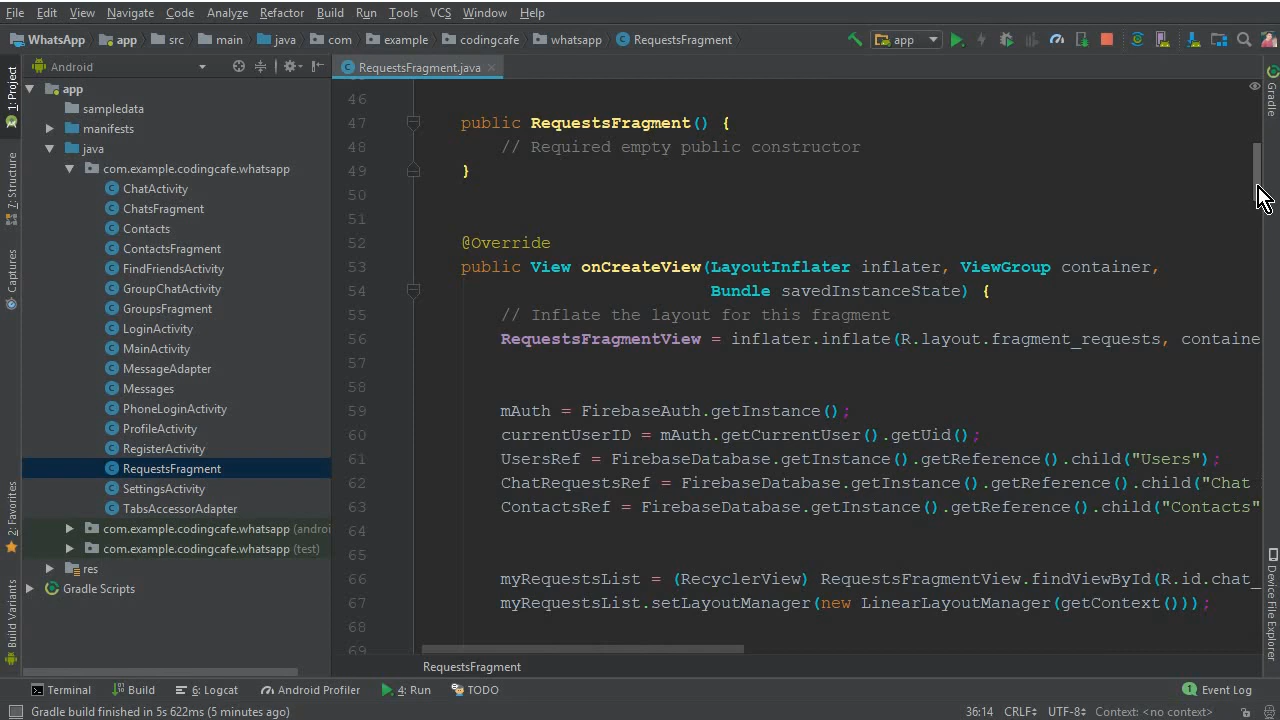 File Edit View Navigate Code Analyze Refactor Build Run Tools VCS Window Help
WhatsApp app src main java com example codingcafe whatsapp RequestsFragment app
1: Project
7: Structure
Captures
2: Favorites
Build Variants
Android
app
sampledata
manifests
java
com.example.codingcafe.whatsapp
ChatActivity
ChatsFragment
Contacts
ContactsFragment
FindFriendsActivity
GroupChatActivity
GroupsFragment
LoginActivity
MainActivity
MessageAdapter
Messages
PhoneLoginActivity
ProfileActivity
RegisterActivity
RequestsFragment
SettingsActivity
TabsAccessorAdapter
com.example.codingcafe.whatsapp (androi
com.example.codingcafe.whatsapp (test)
res
Gradle Scripts
RequestsFragment.java
46
47 public RequestsFragment() {
48 // Required empty public constructor
49 }
50
51
52 @Override
53 public View onCreateView(LayoutInflater inflater, ViewGroup container,
54 Bundle savedInstanceState) {
55 // Inflate the layout for this fragment
56 RequestsFragmentView = inflater.inflate(R.layout.fragment_requests, containe
57
58
59 mAuth = FirebaseAuth.getInstance();
60 currentUserID = mAuth.getCurrentUser().getUid();
61 UsersRef = FirebaseDatabase.getInstance().getReference().child("Users");
62 ChatRequestsRef = FirebaseDatabase.getInstance().getReference().child("Chat
63 ContactsRef = FirebaseDatabase.getInstance().getReference().child("Contacts"
64
65
66 myRequestsList = (RecyclerView) RequestsFragmentView.findViewById(R.id.chat_
67 myRequestsList.setLayoutManager(new LinearLayoutManager(getContext()));
68
69
RequestsFragment
Gradle
Device File Explorer
Terminal Build 6: Logcat Android Profiler 4: Run TODO Event Log
Gradle build finished in 5s 622ms (5 minutes ago) 36:14 CRLF UTF-8 Context: <no context>